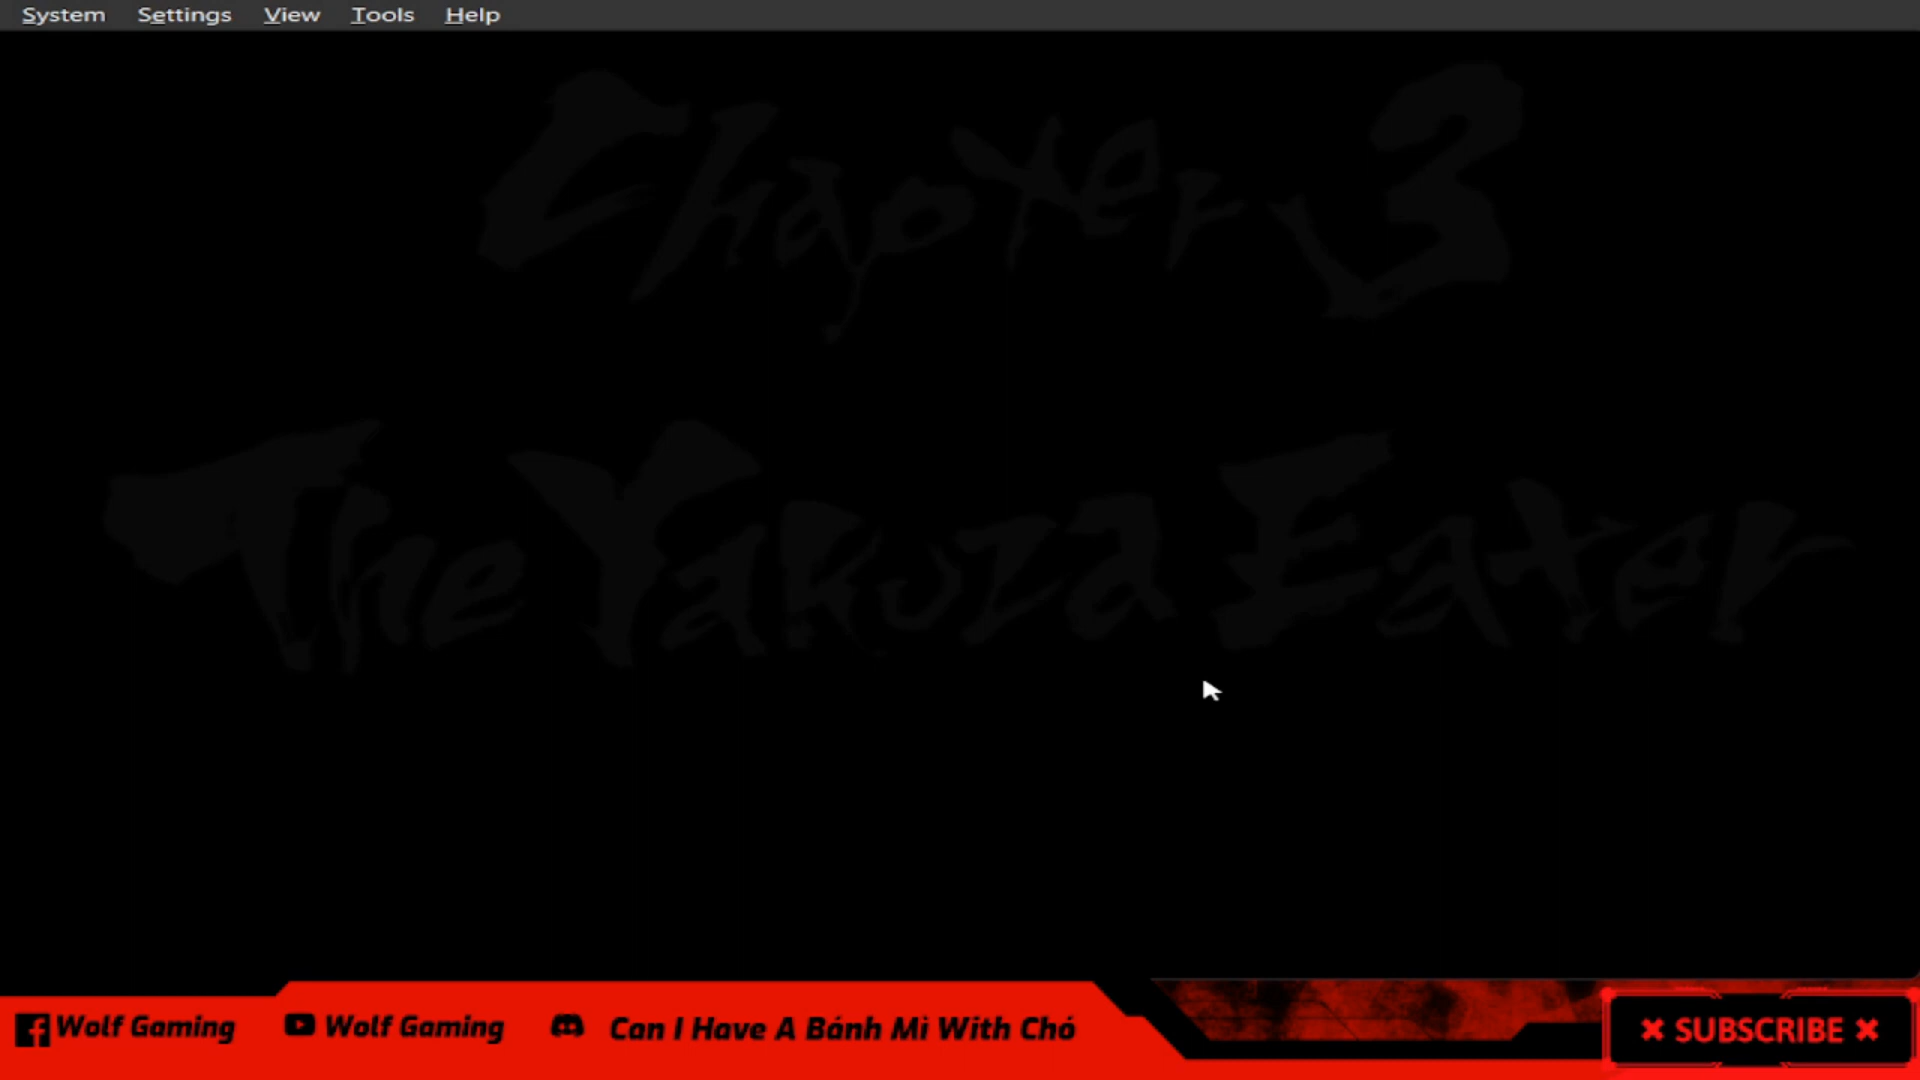 System Settings View Tools Help
Chapter 3
The Yakuza Eater
Wolf Gaming Wolf Gaming Can I Have A Bánh Mì With Chó SUBSCRIBE